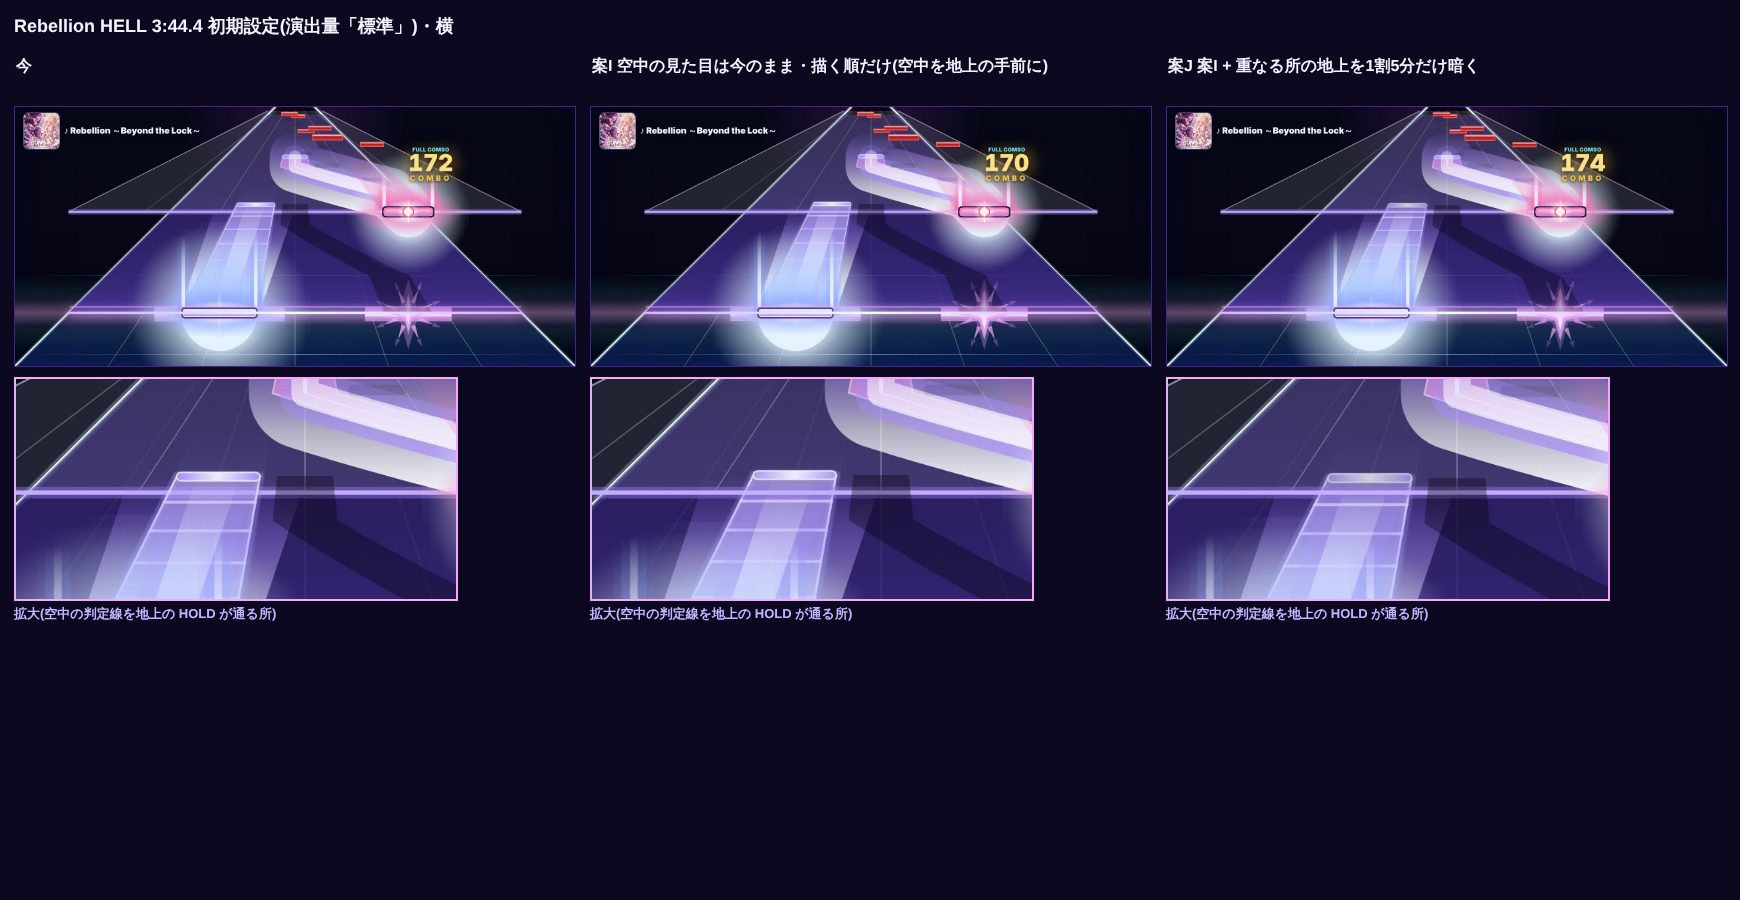 Rebellion HELL 3:44.4 初期設定(演出量「標準」)・横
今
案I 空中の見た目は今のまま・描く順だけ(空中を地上の手前に)
案J 案I + 重なる所の地上を1割5分だけ暗く
♪ Rebellion ～Beyond the Lock～
FULL COMBO
172
COMBO
♪ Rebellion ～Beyond the Lock～
FULL COMBO
170
COMBO
♪ Rebellion ～Beyond the Lock～
FULL COMBO
174
COMBO
拡大(空中の判定線を地上の HOLD が通る所)
拡大(空中の判定線を地上の HOLD が通る所)
拡大(空中の判定線を地上の HOLD が通る所)